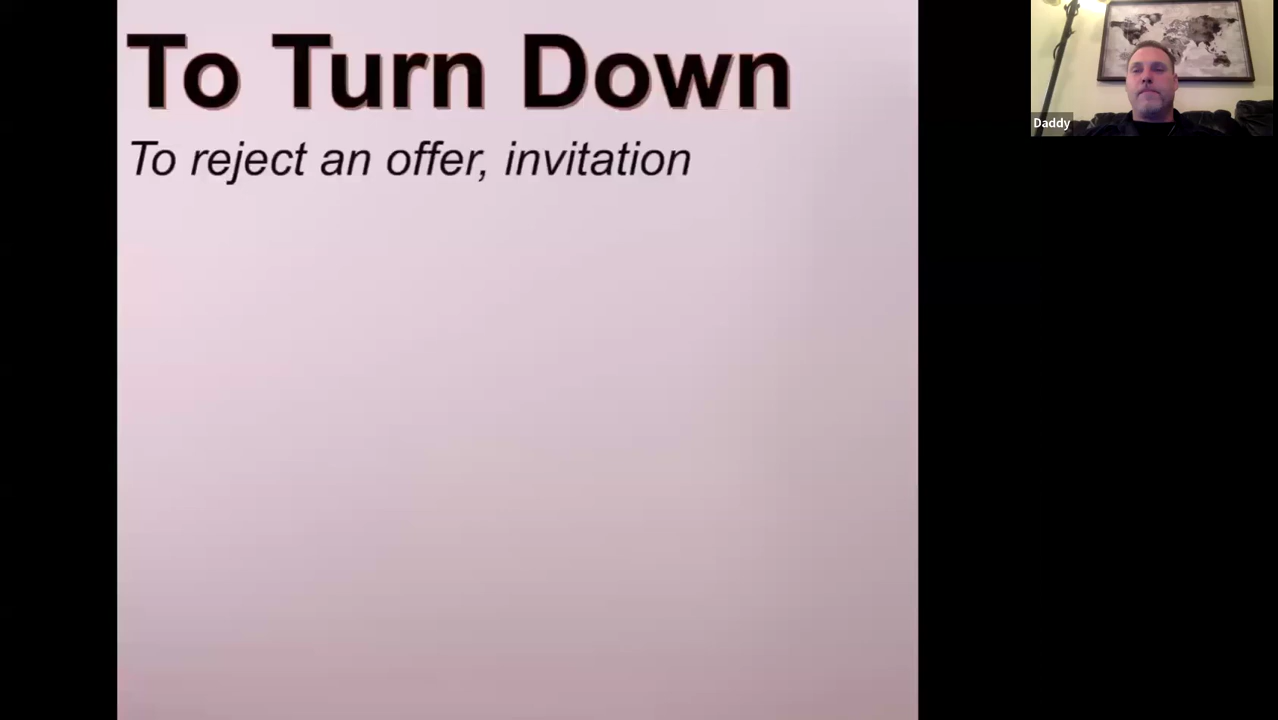 To Turn Down
To reject an offer, invitation
Daddy